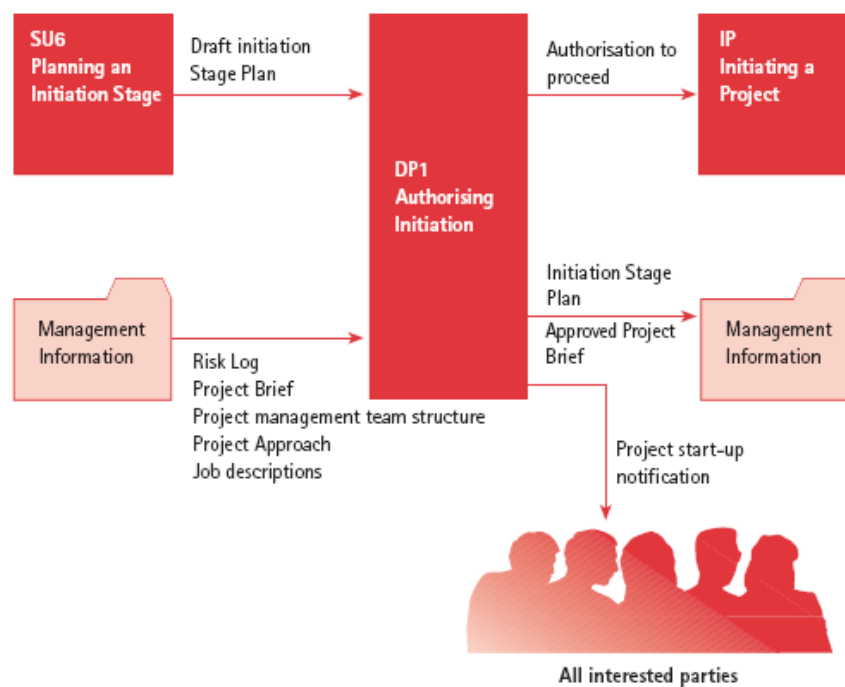 SU6
Planning an
Initiation Stage
Draft initiation
Stage Plan
DP1
Authorising
Initiation
Authorisation to
proceed
IP
Initiating a
Project
Management
Information
Risk Log
Project Brief
Project management team structure
Project Approach
Job descriptions
Initiation Stage
Plan
Approved Project
Brief
Management
Information
Project start-up
notification
All interested parties